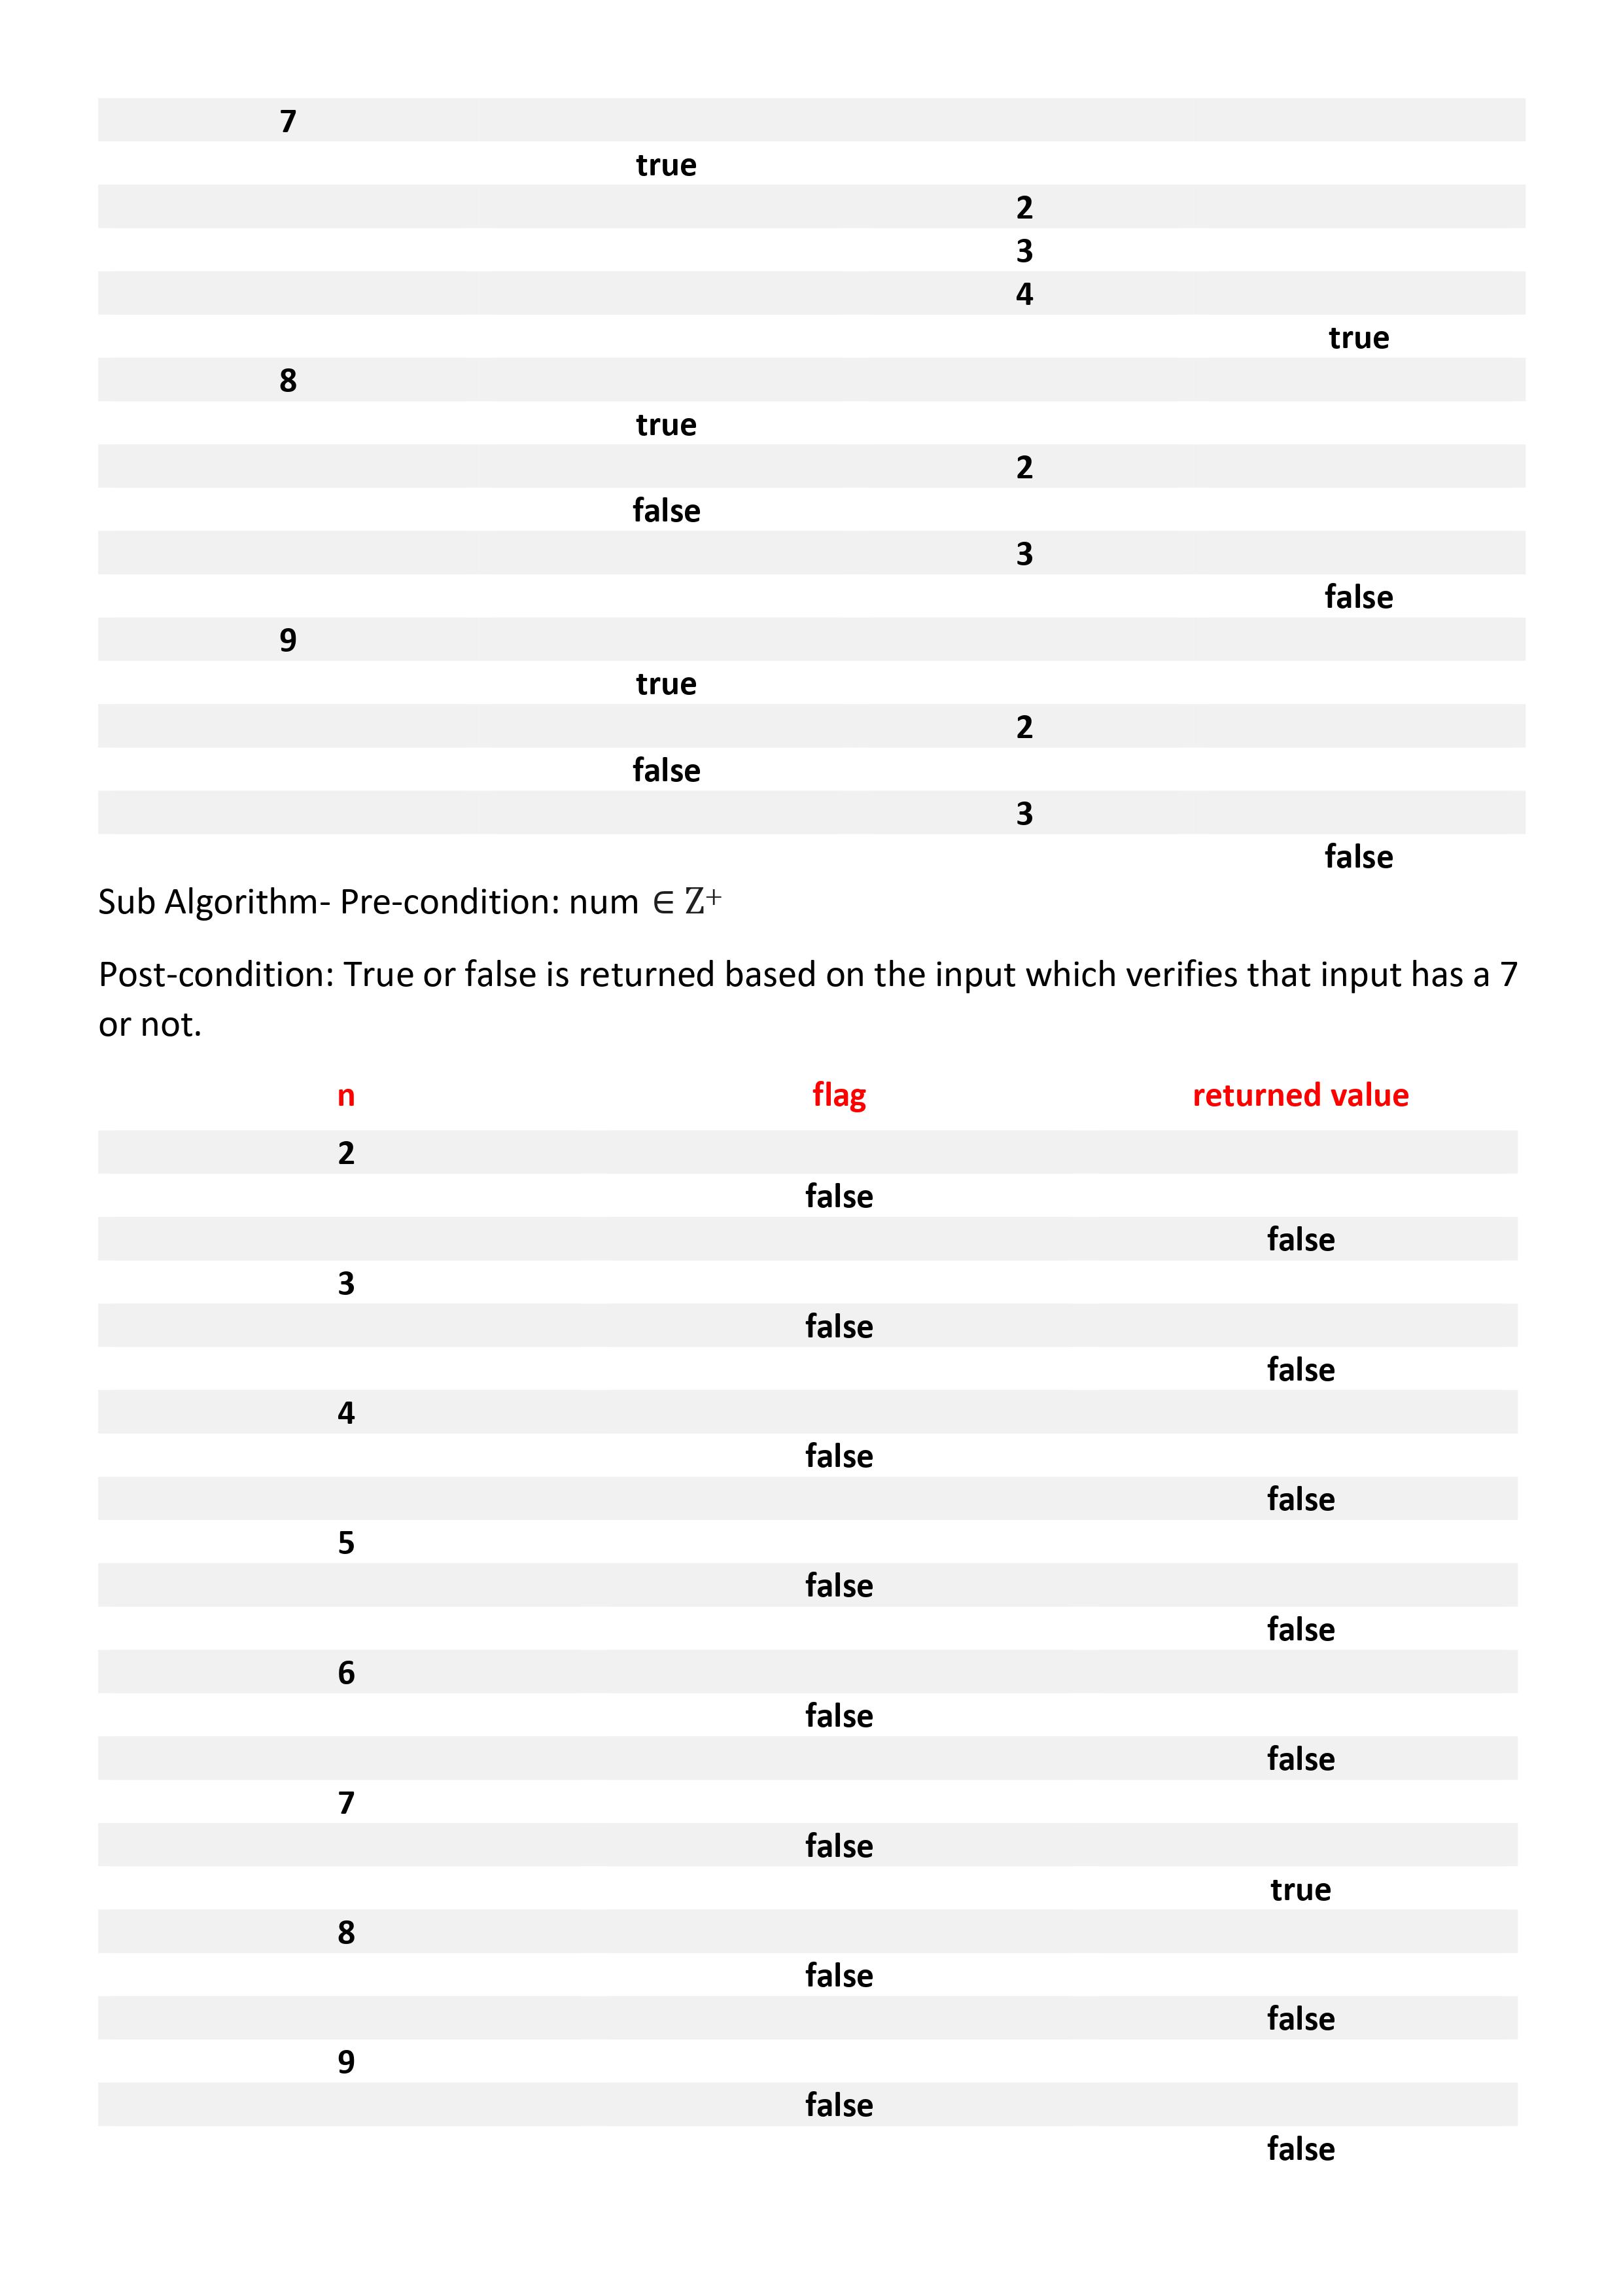 7
true
2
3
4
true
8
true
2
false
3
false
9
true
2
false
3
false
Sub Algorithm- Pre-condition: num ∈ Z⁺
Post-condition: True or false is returned based on the input which verifies that input has a 7
or not.
n flag returned value
2
false
false
3
false
false
4
false
false
5
false
false
6
false
false
7
false
true
8
false
false
9
false
false